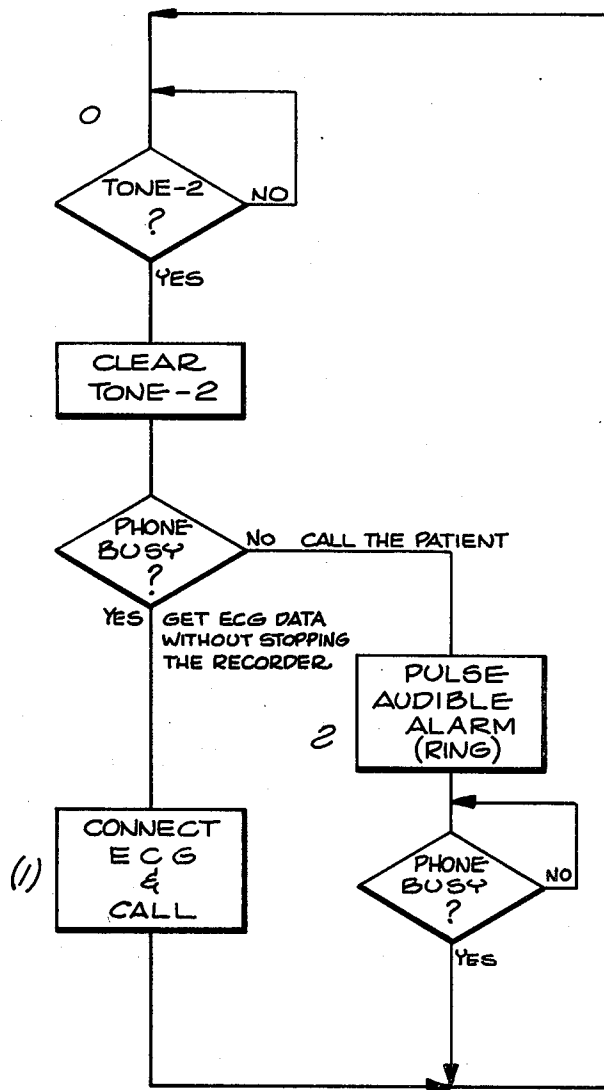 0
TONE-2
?
NO
YES
CLEAR
TONE-2
PHONE
BUSY
?
NO CALL THE PATIENT
YES GET ECG DATA
WITHOUT STOPPING
THE RECORDER
PULSE
AUDIBLE
ALARM
(RING)
2
CONNECT
ECG
&
CALL
(1)
PHONE
BUSY
?
NO
YES